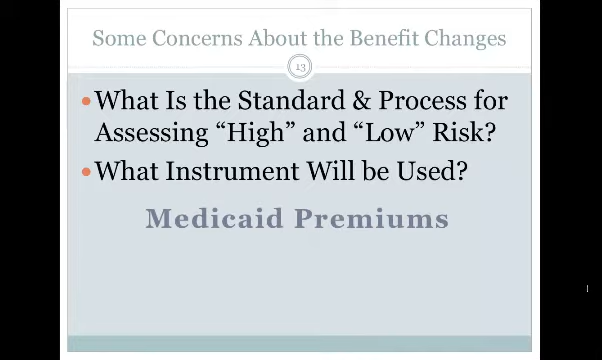 Some Concerns About the Benefit Changes
13
•What Is the Standard & Process for
Assessing “High” and “Low” Risk?
•What Instrument Will be Used?
Medicaid Premiums